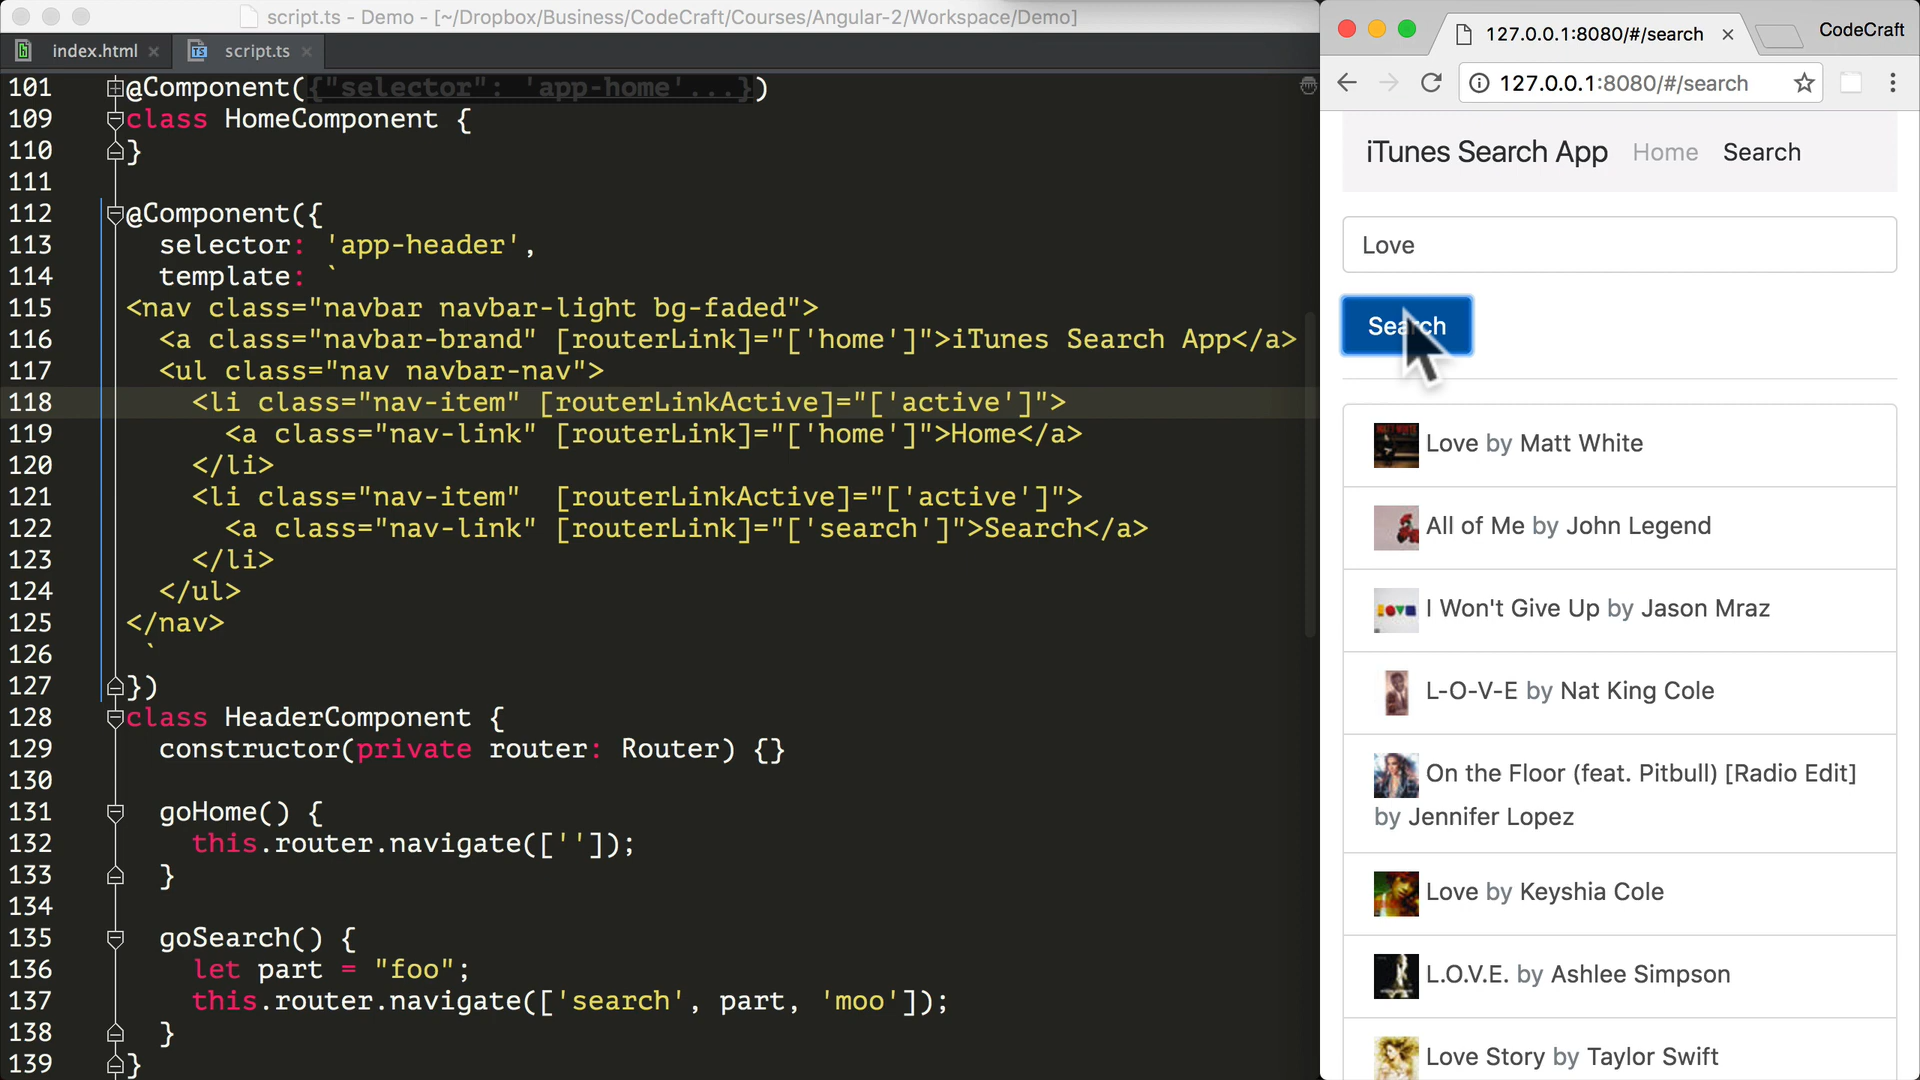 script.ts - Demo - [~/Dropbox/Business/CodeCraft/Courses/Angular-2/Workspace/Demo]
index.html
script.ts
101 @Component({"selector": 'app-home'...})
109 class HomeComponent {
110 }
111
112 @Component({
113 selector: 'app-header',
114 template: `
115 <nav class="navbar navbar-light bg-faded">
116 <a class="navbar-brand" [routerLink]="['home']">iTunes Search App</a>
117 <ul class="nav navbar-nav">
118 <li class="nav-item" [routerLinkActive]="['active']">
119 <a class="nav-link" [routerLink]="['home']">Home</a>
120 </li>
121 <li class="nav-item"  [routerLinkActive]="['active']">
122 <a class="nav-link" [routerLink]="['search']">Search</a>
123 </li>
124 </ul>
125 </nav>
126 `
127 })
128 class HeaderComponent {
129 constructor(private router: Router) {}
130
131 goHome() {
132 this.router.navigate(['']);
133 }
134
135 goSearch() {
136 let part = "foo";
137 this.router.navigate(['search', part, 'moo']);
138 }
139 }
127.0.0.1:8080/#/search
CodeCraft
127.0.0.1:8080/#/search
iTunes Search App Home Search
Love
Search
Love by Matt White
All of Me by John Legend
I Won't Give Up by Jason Mraz
L-O-V-E by Nat King Cole
On the Floor (feat. Pitbull) [Radio Edit]
by Jennifer Lopez
Love by Keyshia Cole
L.O.V.E. by Ashlee Simpson
Love Story by Taylor Swift